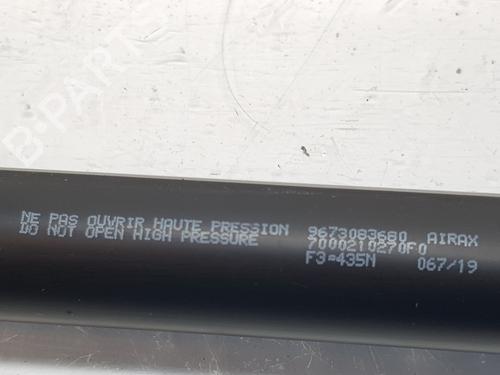 B-PARTS
NE PAS OUVRIR HAUTE PRESSION 9673083680 AIRAX
DO NOT OPEN HIGH PRESSURE 7000210270F0
F3=435N 067/19